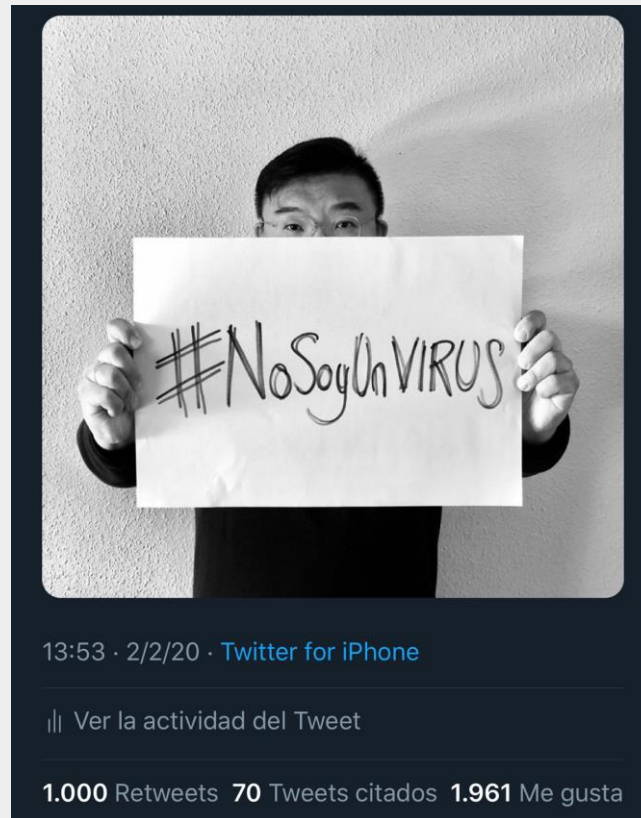 #NoSoyUnVIRUS
13:53 · 2/2/20 · Twitter for iPhone
Ver la actividad del Tweet
1.000 Retweets 70 Tweets citados 1.961 Me gusta